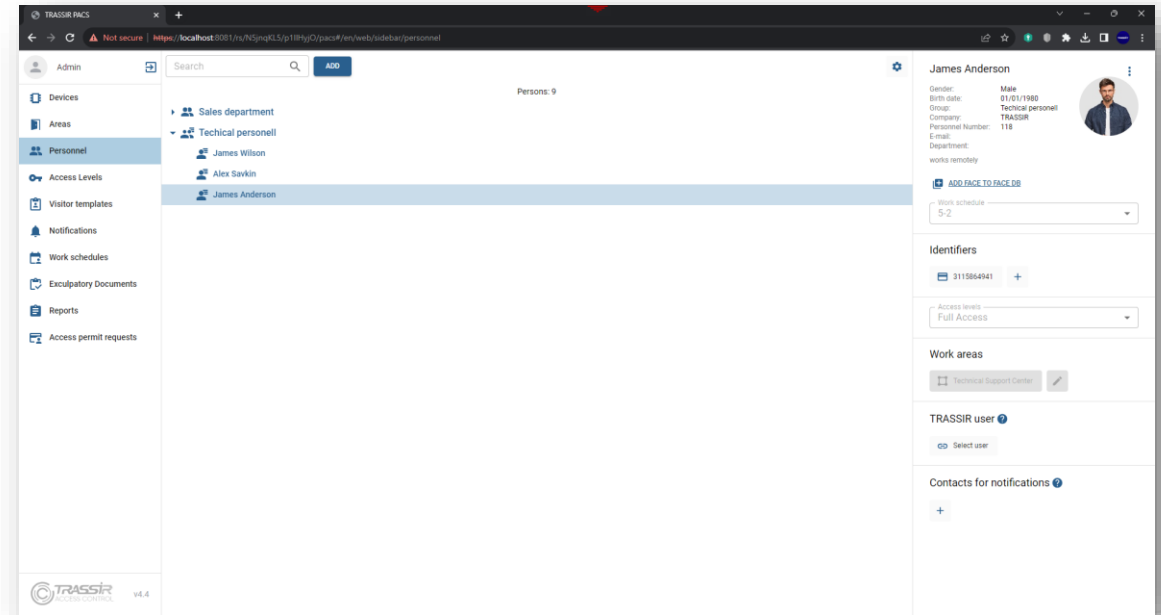 TRASSIR PACS
Not secure | https://localhost:8081/rs/N5jnqKL5/p1IlHyjO/pacs#/en/web/sidebar/personnel
Admin
Devices
Areas
Personnel
Access Levels
Visitor templates
Notifications
Work schedules
Exculpatory Documents
Reports
Access permit requests
TRASSIR
ACCESS CONTROL
v4.4
Search
ADD
Persons: 9
Sales department
Techical personell
James Wilson
Alex Savkin
James Anderson
James Anderson
Gender: Male
Birth date: 01/01/1980
Group: Techical personell
Company: TRASSIR
Personnel Number: 118
E-mail:
Department:
works remotely
ADD FACE TO FACE DB
Work schedule
5-2
Identifiers
3115864941
Access levels
Full Access
Work areas
Technical Support Center
TRASSIR user
Select user
Contacts for notifications